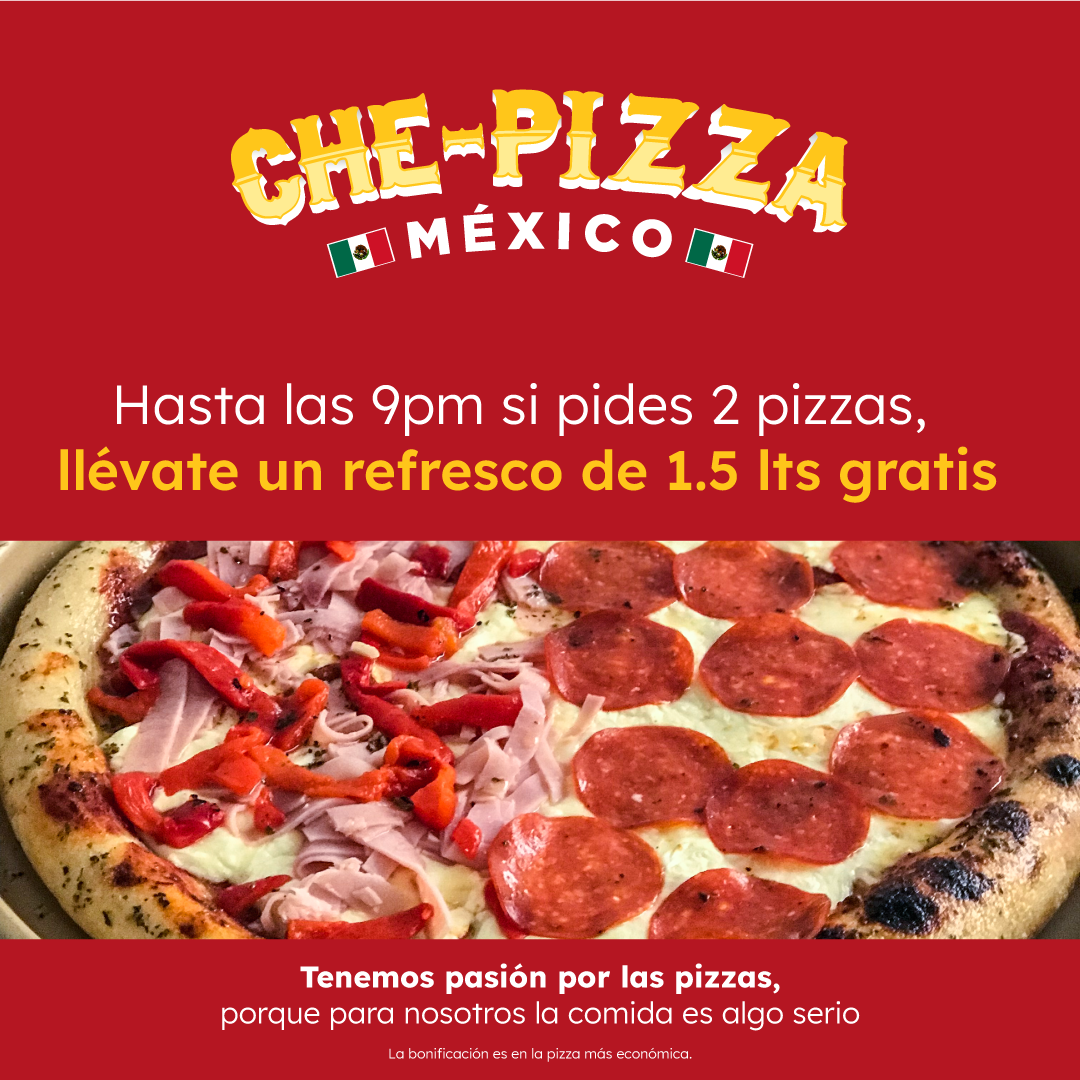 CHE-PIZZA
MÉXICO
Hasta las 9pm si pides 2 pizzas,
llévate un refresco de 1.5 lts gratis
Tenemos pasión por las pizzas,
porque para nosotros la comida es algo serio
La bonificación es en la pizza más económica.